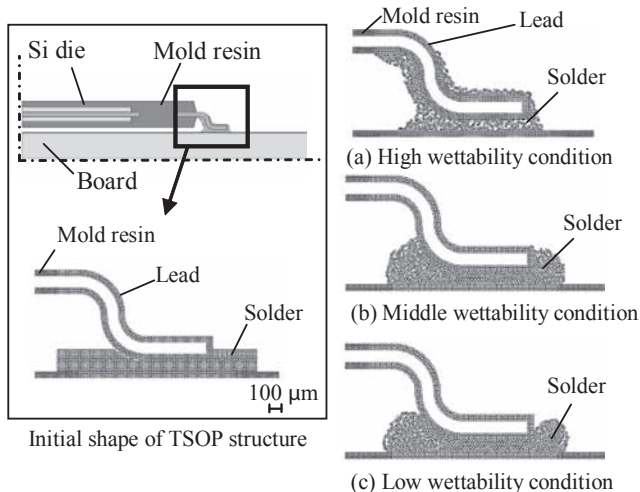 Si die
Mold resin
Board
Mold resin
Lead
Solder
100 μm
Initial shape of TSOP structure
Mold resin
Lead
Solder
(a) High wettability condition
Solder
(b) Middle wettability condition
Solder
(c) Low wettability condition